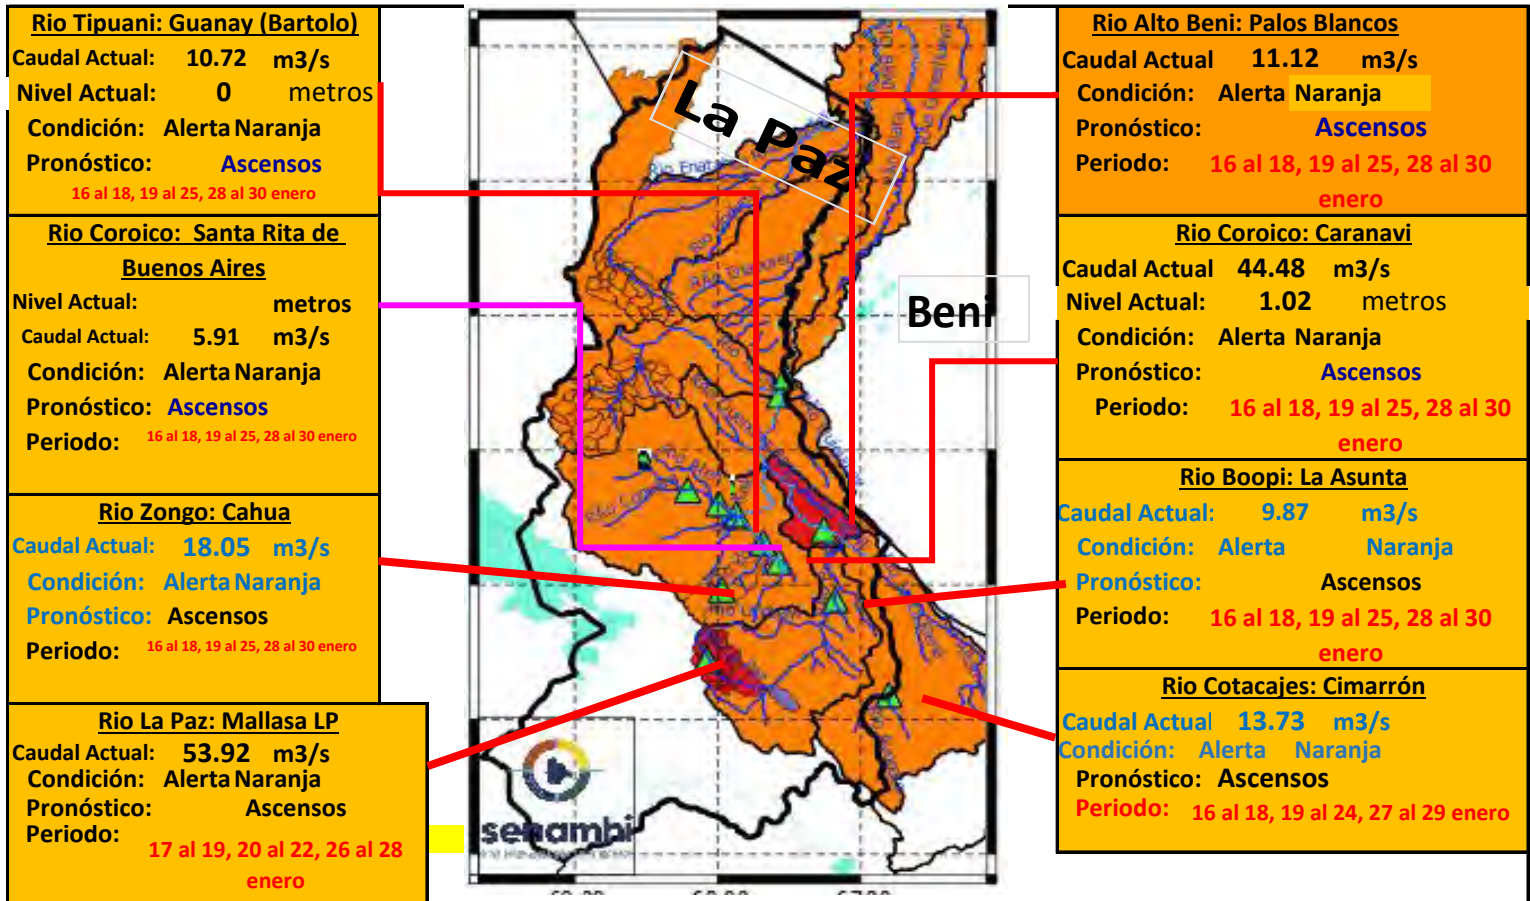 Rio Tipuani: Guanay (Bartolo)
Caudal Actual: 10.72 m3/s
Nivel Actual: 0 metros
Condición: Alerta Naranja
Pronóstico: Ascensos
16 al 18, 19 al 25, 28 al 30 enero
Rio Coroico: Santa Rita de
Buenos Aires
Nivel Actual: metros
Caudal Actual: 5.91 m3/s
Condición: Alerta Naranja
Pronóstico: Ascensos
Periodo: 16 al 18, 19 al 25, 28 al 30 enero
Rio Zongo: Cahua
Caudal Actual: 18.05 m3/s
Condición: Alerta Naranja
Pronóstico: Ascensos
Periodo: 16 al 18, 19 al 25, 28 al 30 enero
Rio La Paz: Mallasa LP
Caudal Actual: 53.92 m3/s
Condición: Alerta Naranja
Pronóstico: Ascensos
Periodo:
17 al 19, 20 al 22, 26 al 28
enero
La Paz
Beni
senamhi
Rio Alto Beni: Palos Blancos
Caudal Actual 11.12 m3/s
Condición: Alerta Naranja
Pronóstico: Ascensos
Periodo: 16 al 18, 19 al 25, 28 al 30
enero
Rio Coroico: Caranavi
Caudal Actual 44.48 m3/s
Nivel Actual: 1.02 metros
Condición: Alerta Naranja
Pronóstico: Ascensos
Periodo: 16 al 18, 19 al 25, 28 al 30
enero
Rio Boopi: La Asunta
Caudal Actual: 9.87 m3/s
Condición: Alerta Naranja
Pronóstico: Ascensos
Periodo: 16 al 18, 19 al 25, 28 al 30
enero
Rio Cotacajes: Cimarrón
Caudal Actual 13.73 m3/s
Condición: Alerta Naranja
Pronóstico: Ascensos
Periodo: 16 al 18, 19 al 24, 27 al 29 enero